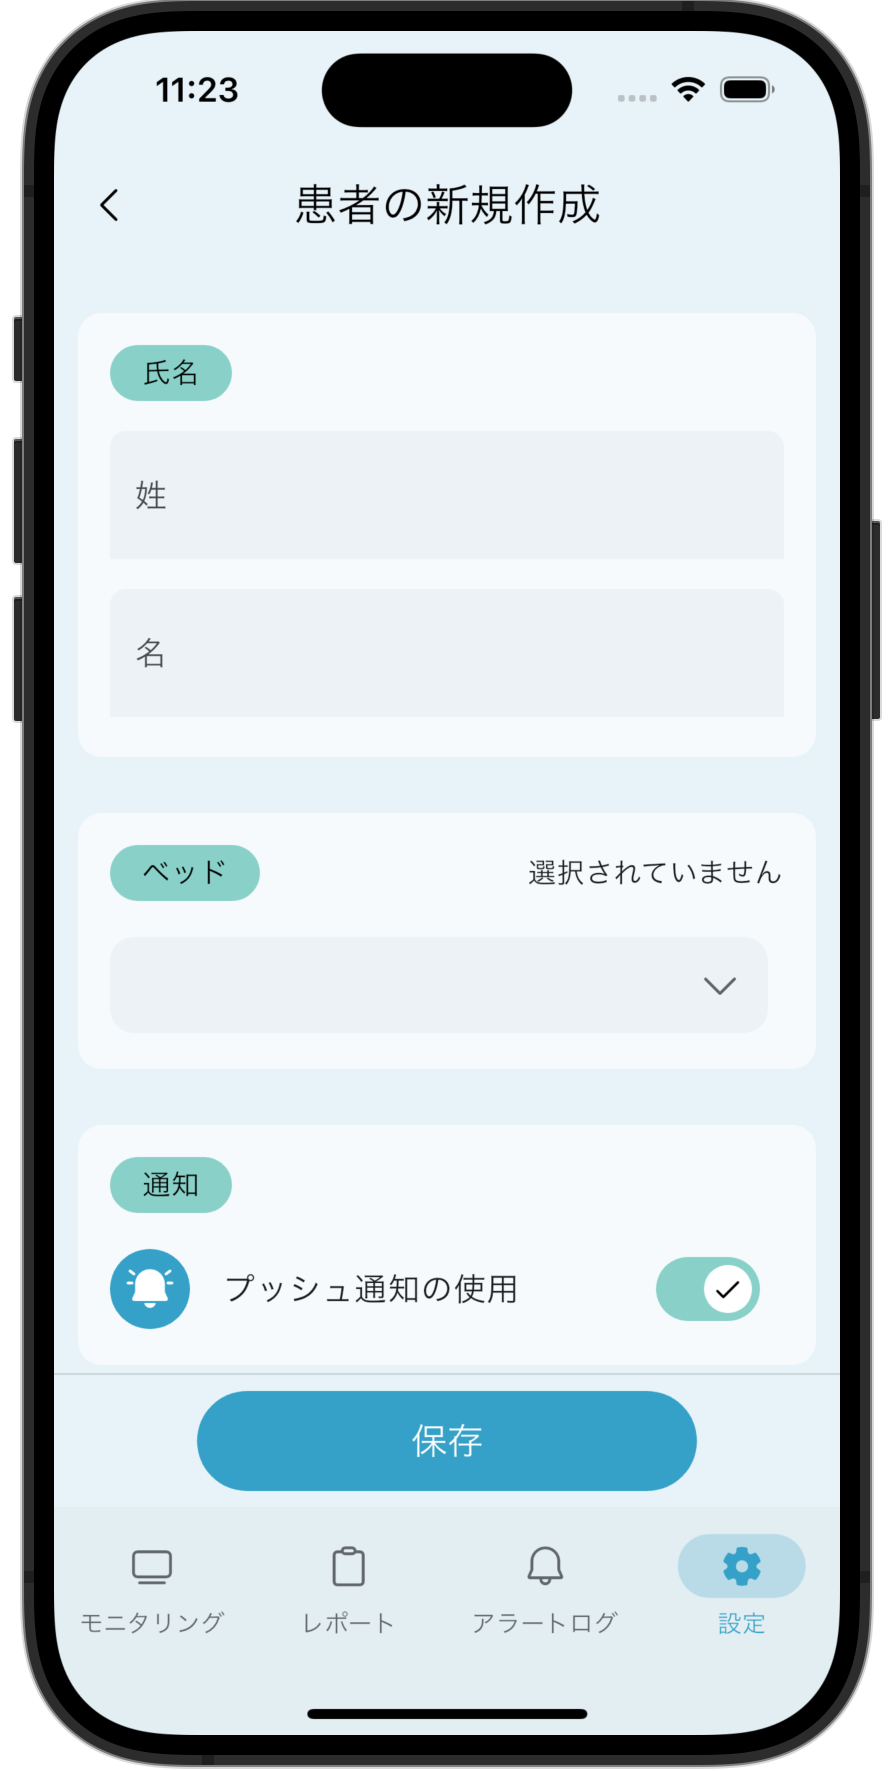 11:23
患者の新規作成
氏名
姓
名
ベッド
選択されていません
通知
プッシュ通知の使用
保存
モニタリング
レポート
アラートログ
設定